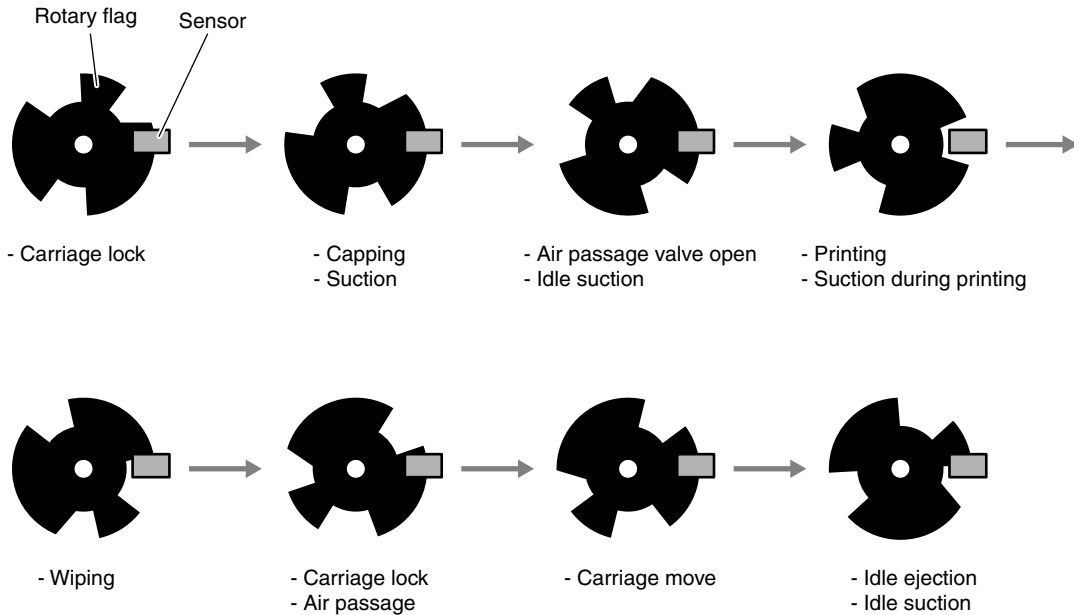 Rotary flag
Sensor
- Carriage lock
- Capping
- Suction
- Air passage valve open
- Idle suction
- Printing
- Suction during printing
- Wiping
- Carriage lock
- Air passage
- Carriage move
- Idle ejection
- Idle suction